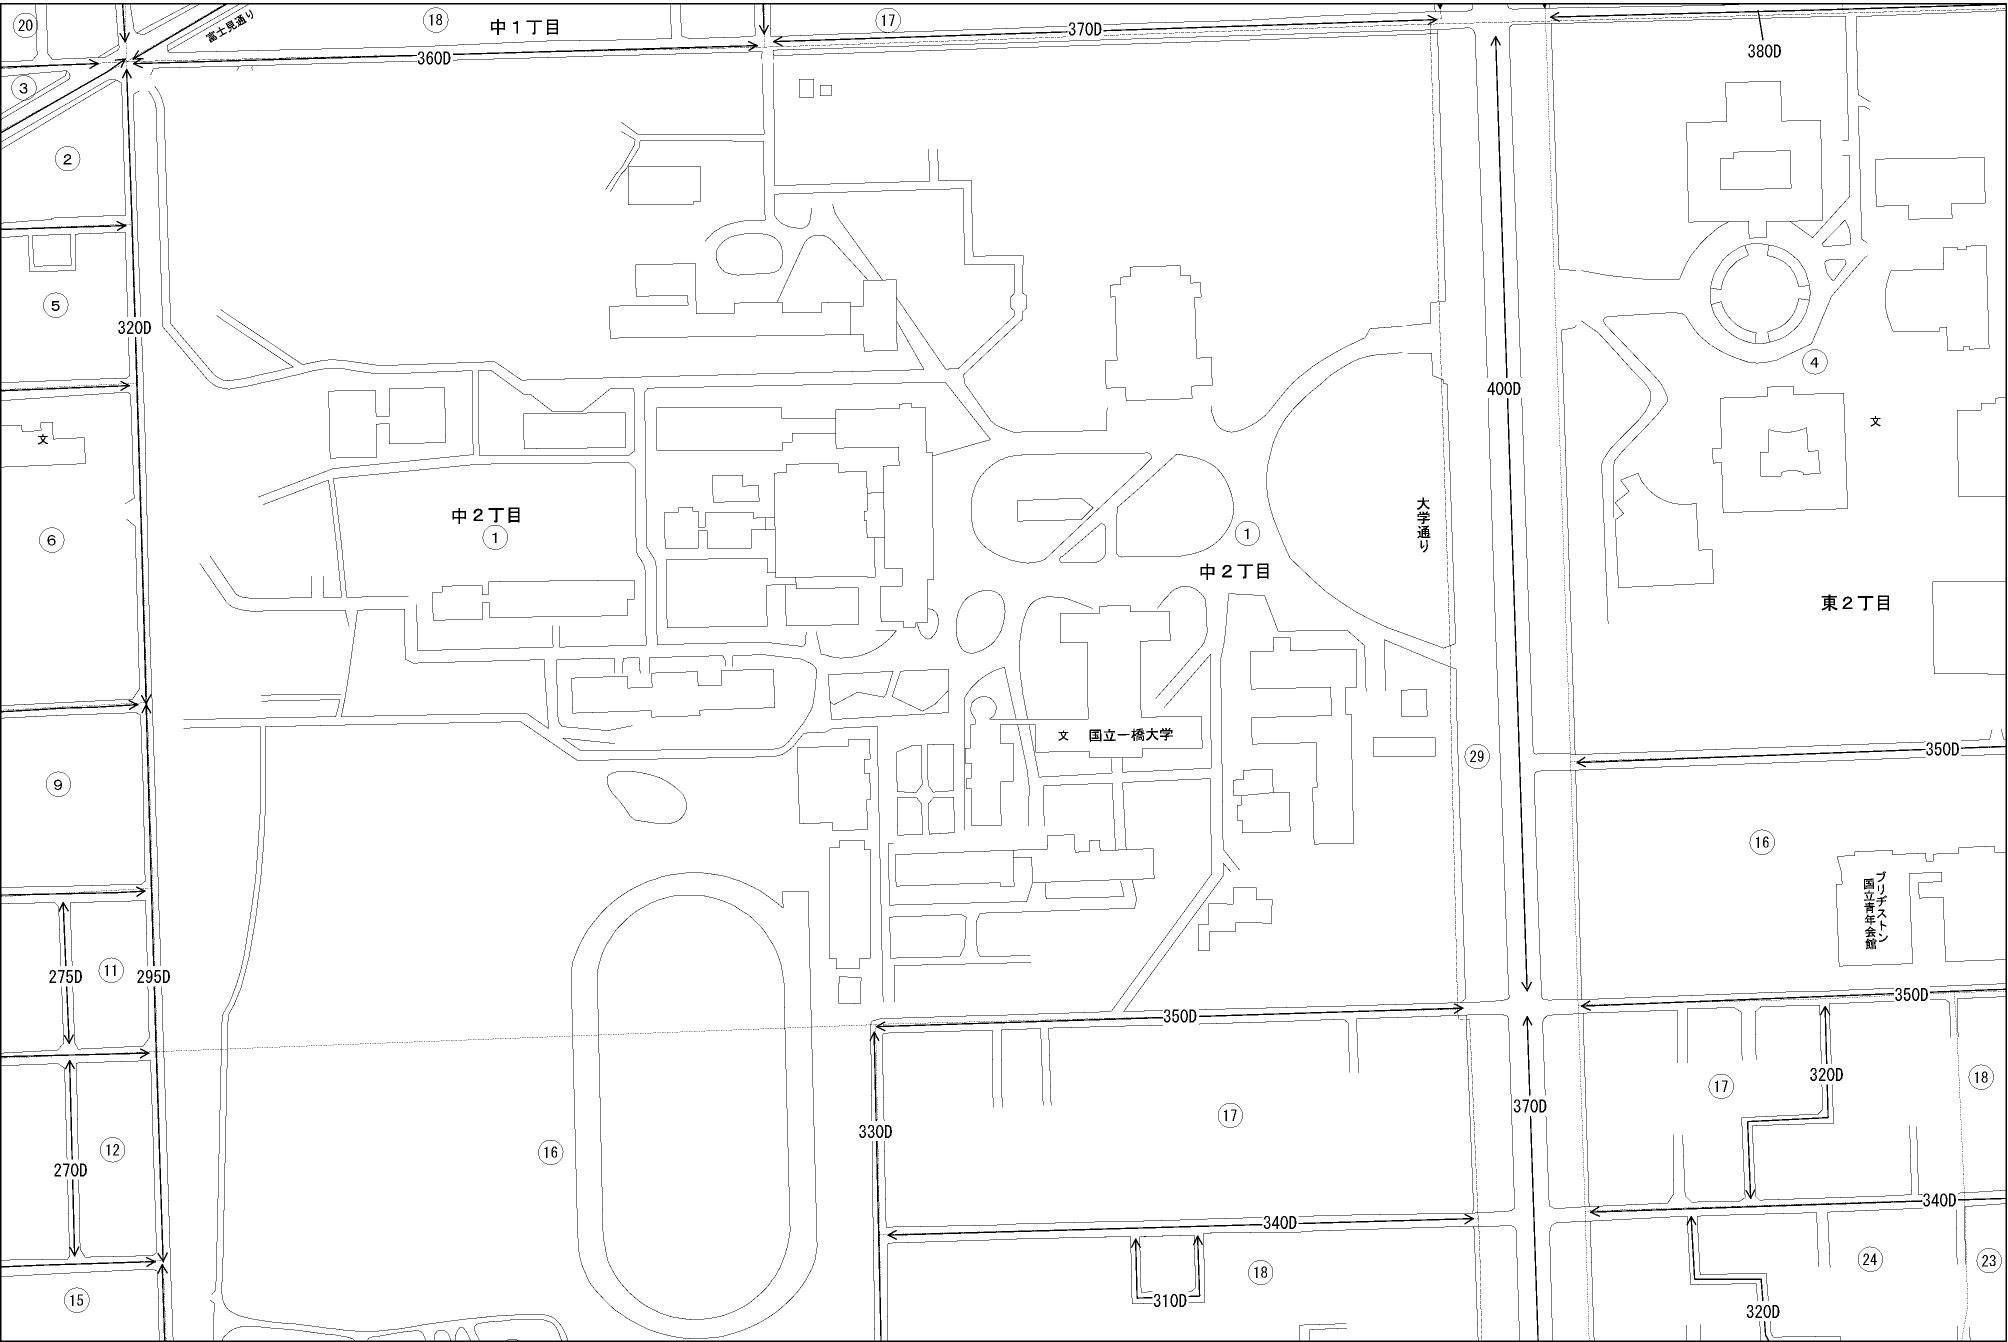 20
18
中1丁目
富士見通り
17
370D
360D
380D
3
2
5
320D
4
400D
文
文
6
中2丁目
1
1
中2丁目
大学通り
東2丁目
文
国立一橋大学
29
350D
9
16
ブリヂストン
国立青年会館
275D
11
295D
350D
350D
320D
18
17
17
370D
330D
12
270D
16
340D
340D
18
24
23
15
310D
320D